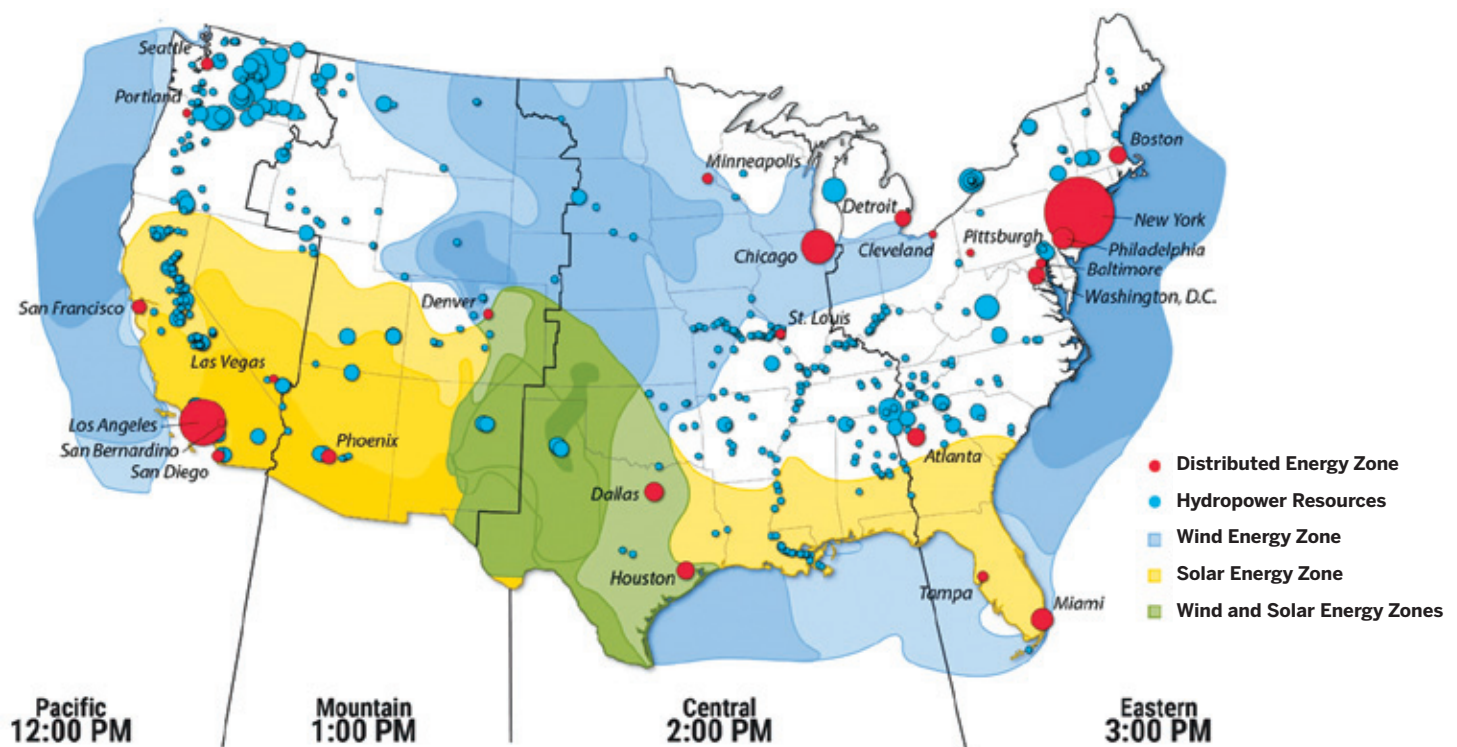 Seattle
Portland
Minneapolis
Boston
Detroit
New York
Chicago
Cleveland
Pittsburgh
Philadelphia
Baltimore
Washington, D.C.
San Francisco
Denver
St. Louis
Las Vegas
Los Angeles
San Bernardino
San Diego
Phoenix
Atlanta
Dallas
Houston
Tampa
Miami
Distributed Energy Zone
Hydropower Resources
Wind Energy Zone
Solar Energy Zone
Wind and Solar Energy Zones
Pacific
12:00 PM
Mountain
1:00 PM
Central
2:00 PM
Eastern
3:00 PM